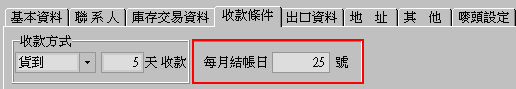 基本資料 聯系人 庫存交易資料 收款條件 出口資料 地 址 其 他 嘜頭設定
收款方式
貨到 5 天 收款 每月結帳日 25 號